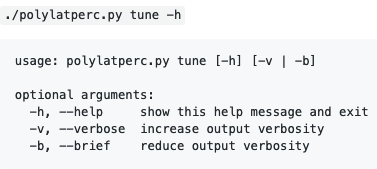 ./polylatperc.py tune -h
usage: polylatperc.py tune [-h] [-v | -b]
optional arguments:
-h, --help show this help message and exit
-v, --verbose increase output verbosity
-b, --brief reduce output verbosity